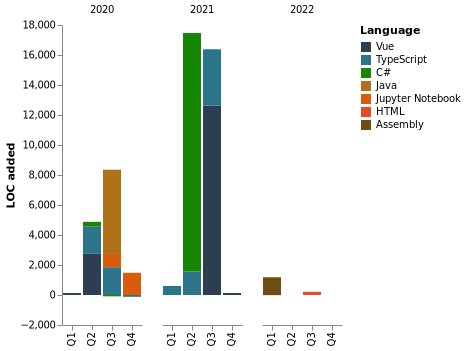 2020 2021 2022
LOC added
18,000
16,000
14,000
12,000
10,000
8,000
6,000
4,000
2,000
0
−2,000
Q1 Q2 Q3 Q4 Q1 Q2 Q3 Q4 Q1 Q2 Q3 Q4
Language
Vue
TypeScript
C#
Java
Jupyter Notebook
HTML
Assembly